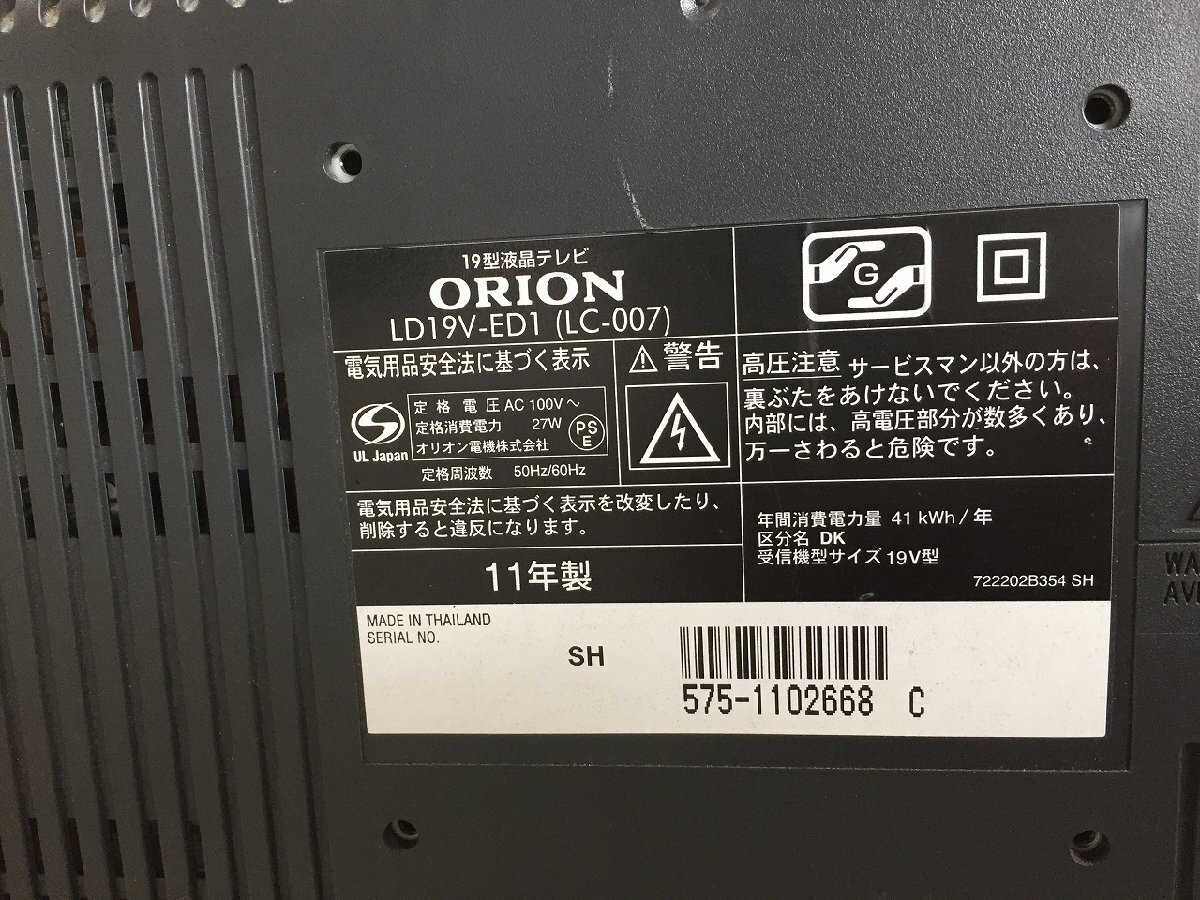 19型液晶テレビ
ORION
LD19V-ED1 (LC-007)
G
電気用品安全法に基づく表示
UL Japan
定格電圧 AC 100V～
定格消費電力 27W
オリオン電機株式会社
PS
E
定格周波数 50Hz/60Hz
⚠警告
高圧注意 サービスマン以外の方は、
裏ぶたをあけないでください。
内部には、高電圧部分が数多くあり、
万一さわると危険です。
電気用品安全法に基づく表示を改変したり、
削除すると違反になります。
11年製
年間消費電力量 41 kWh/年
区分名 DK
受信機型サイズ 19V型
722202B354 SH
MADE IN THAILAND
SERIAL NO.
SH
575-1102668 C
WA
AV